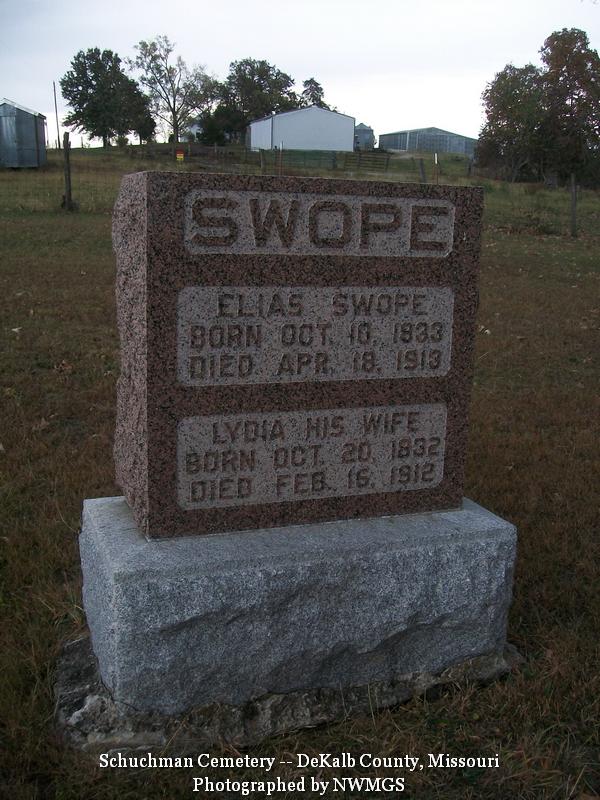 SWOPE
ELIAS SWOPE
BORN OCT. 10, 1833
DIED APR. 18, 1913
LYDIA HIS WIFE
BORN OCT. 20, 1832
DIED FEB. 16, 1912
Schuchman Cemetery -- DeKalb County, Missouri
Photographed by NWMGS